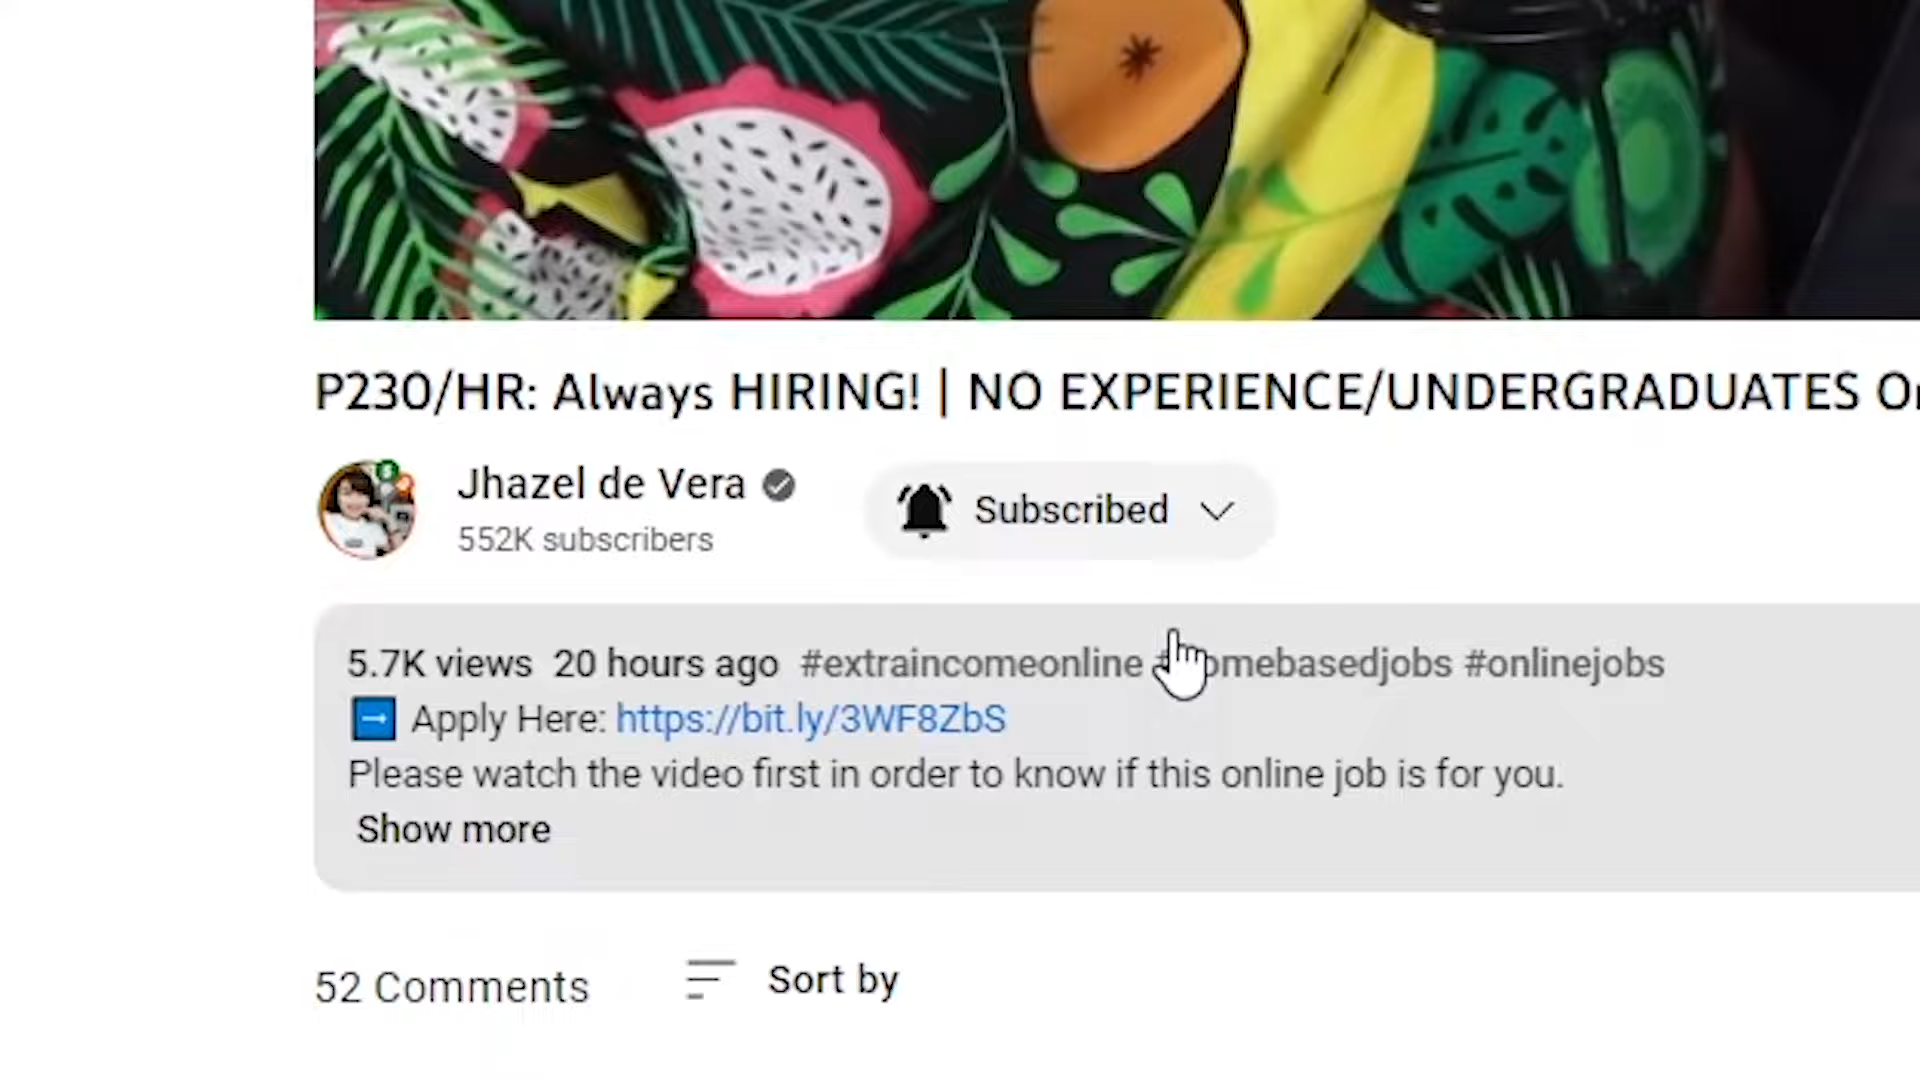 P230/HR: Always HIRING! | NO EXPERIENCE/UNDERGRADUATES
Jhazel de Vera
552K subscribers
Subscribed
5.7K views 20 hours ago #extraincomeonline #homebasedjobs #onlinejobs
Apply Here: https://bit.ly/3WF8ZbS
Please watch the video first in order to know if this online job is for you.
Show more
52 Comments
Sort by